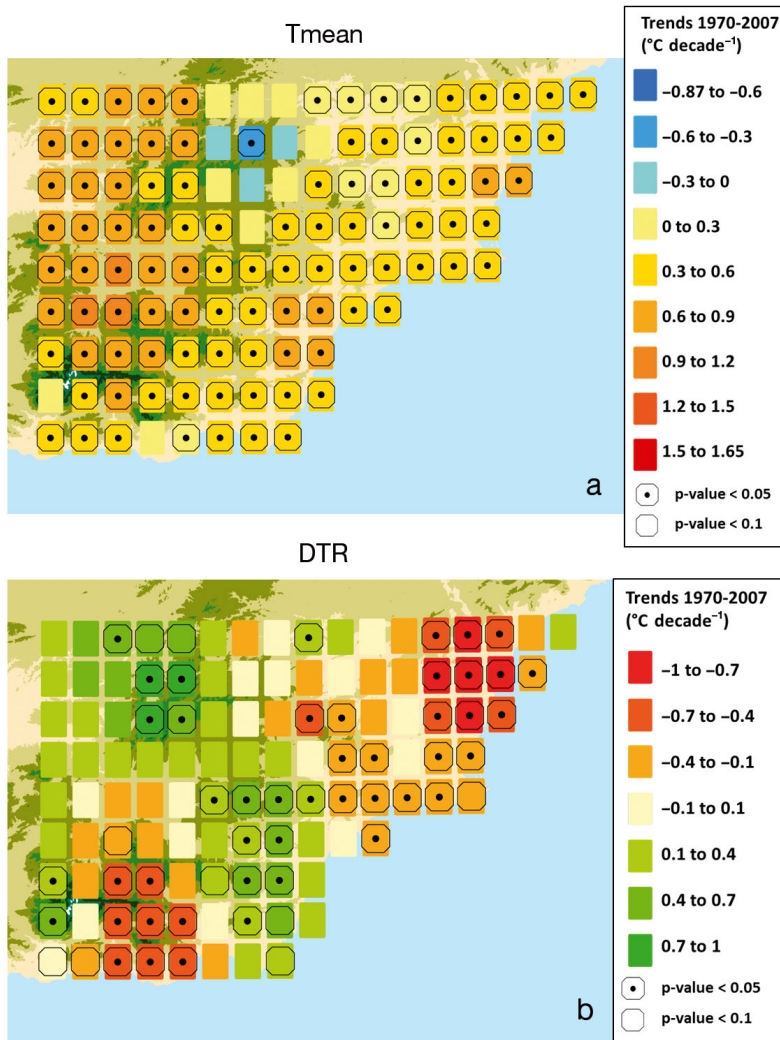 Tmean
Trends 1970-2007
(°C decade⁻¹)
−0.87 to −0.6
−0.6 to −0.3
−0.3 to 0
0 to 0.3
0.3 to 0.6
0.6 to 0.9
0.9 to 1.2
1.2 to 1.5
1.5 to 1.65
p-value < 0.05
p-value < 0.1
a
DTR
Trends 1970-2007
(°C decade⁻¹)
−1 to −0.7
−0.7 to −0.4
−0.4 to −0.1
−0.1 to 0.1
0.1 to 0.4
0.4 to 0.7
0.7 to 1
p-value < 0.05
p-value < 0.1
b